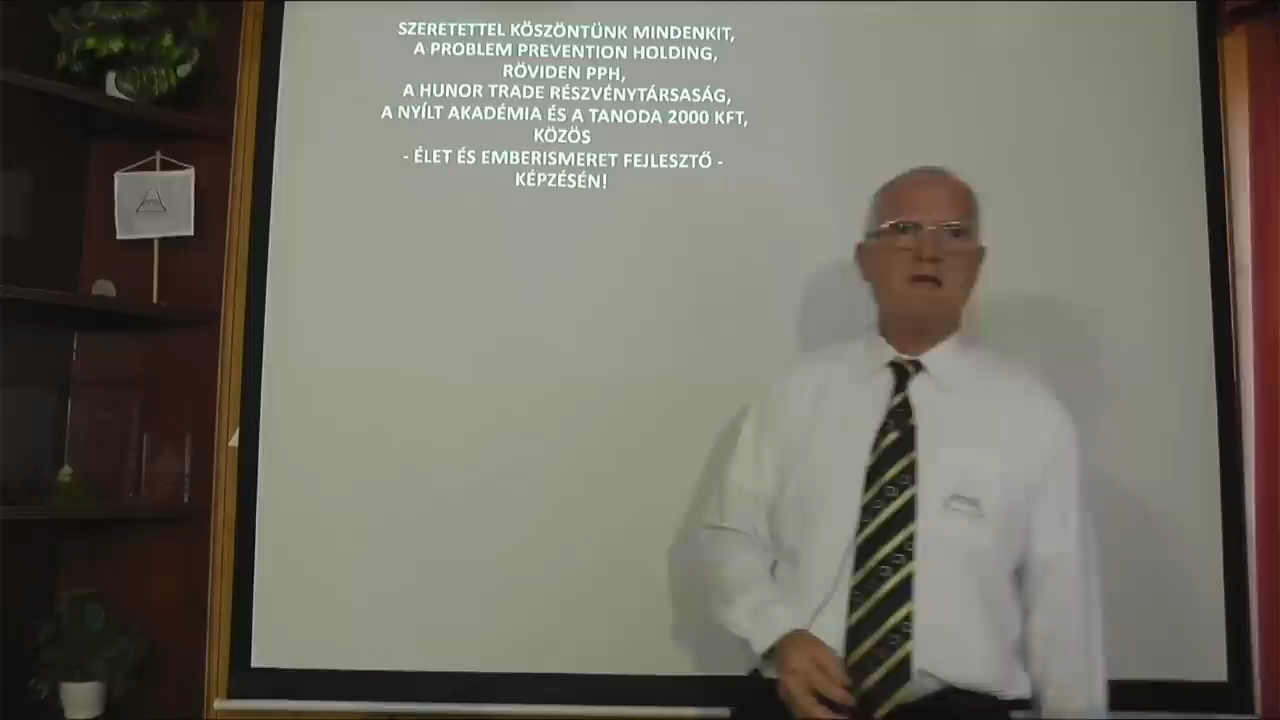 SZERETETTEL KÖSZÖNTÜNK MINDENKIT,
A PROBLEM PREVENTION HOLDING,
RÖVIDEN PPH,
A HUNOR TRADE RÉSZVÉNYTÁRSASÁG,
A NYÍLT AKADÉMIA ÉS A TANODA 2000 KFT,
KÖZÖS
- ÉLET ÉS EMBERISMERET FEJLESZTŐ -
KÉPZÉSÉN!